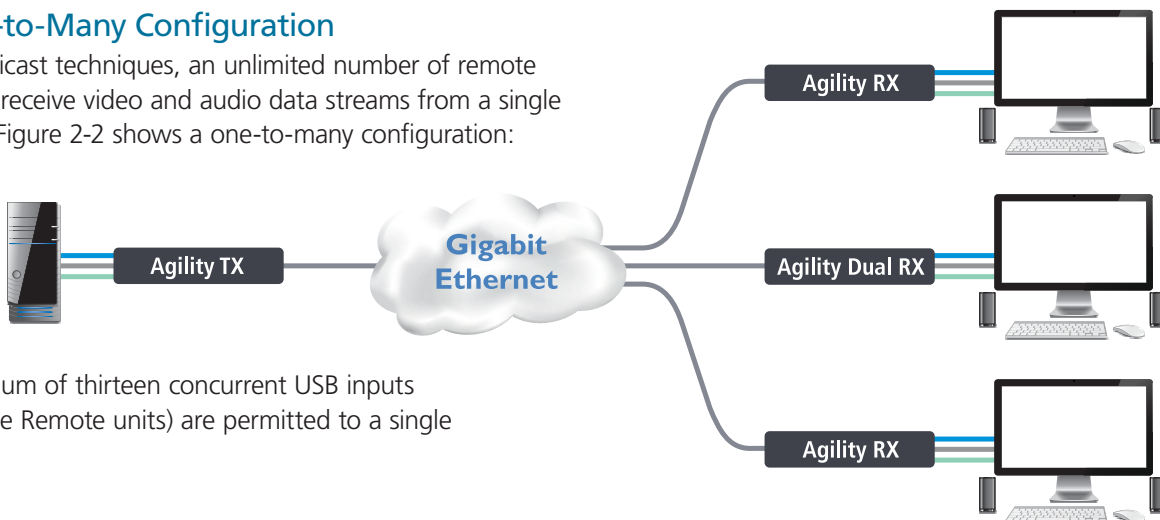 -to-Many Configuration
icast techniques, an unlimited number of remote
receive video and audio data streams from a single
Figure 2-2 shows a one-to-many configuration:
Agility TX
Gigabit
Ethernet
Agility RX
Agility Dual RX
Agility RX
um of thirteen concurrent USB inputs
e Remote units) are permitted to a single